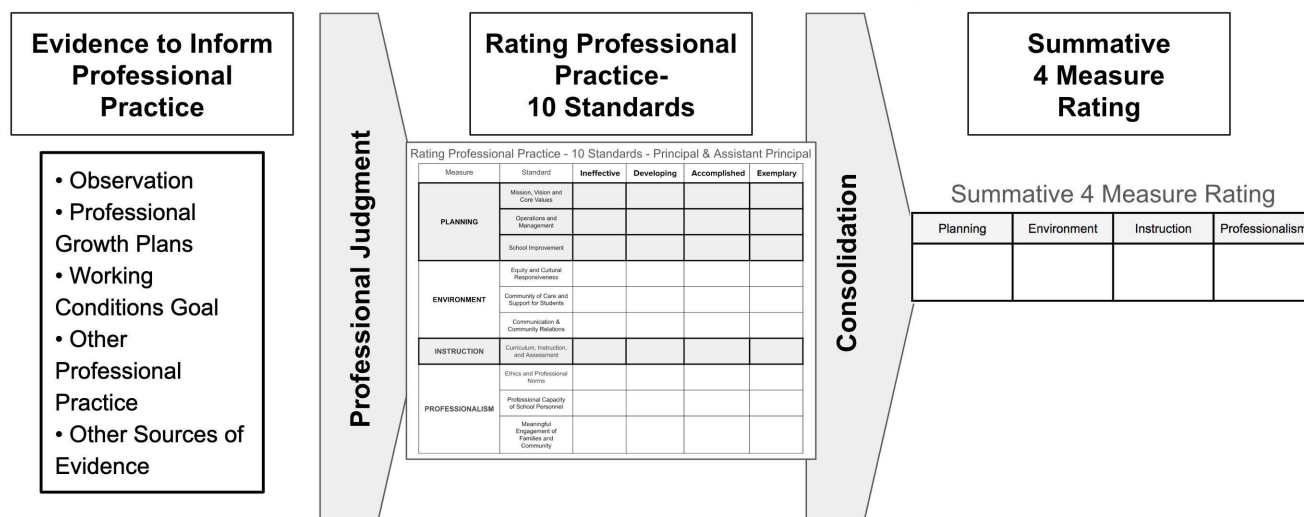 Evidence to Inform
Professional
Practice
• Observation
• Professional
Growth Plans
• Working
Conditions Goal
• Other
Professional
Practice
• Other Sources of
Evidence
Professional Judgment
Rating Professional
Practice-
10 Standards
Rating Professional Practice - 10 Standards - Principal & Assistant Principal
Measure Standard Ineffective Developing Accomplished Exemplary
PLANNING
Mission, Vision and
Core Values
Operations and
Management
School Improvement
ENVIRONMENT
Equity and Cultural
Responsiveness
Community of Care and
Support for Students
Communication &
Community Relations
INSTRUCTION
Curriculum, Instruction,
and Assessment
PROFESSIONALISM
Ethics and Professional
Norms
Professional Capacity
of School Personnel
Meaningful
Engagement of
Families and
Community
Consolidation
Summative
4 Measure
Rating
Summative 4 Measure Rating
Planning Environment Instruction Professionalism